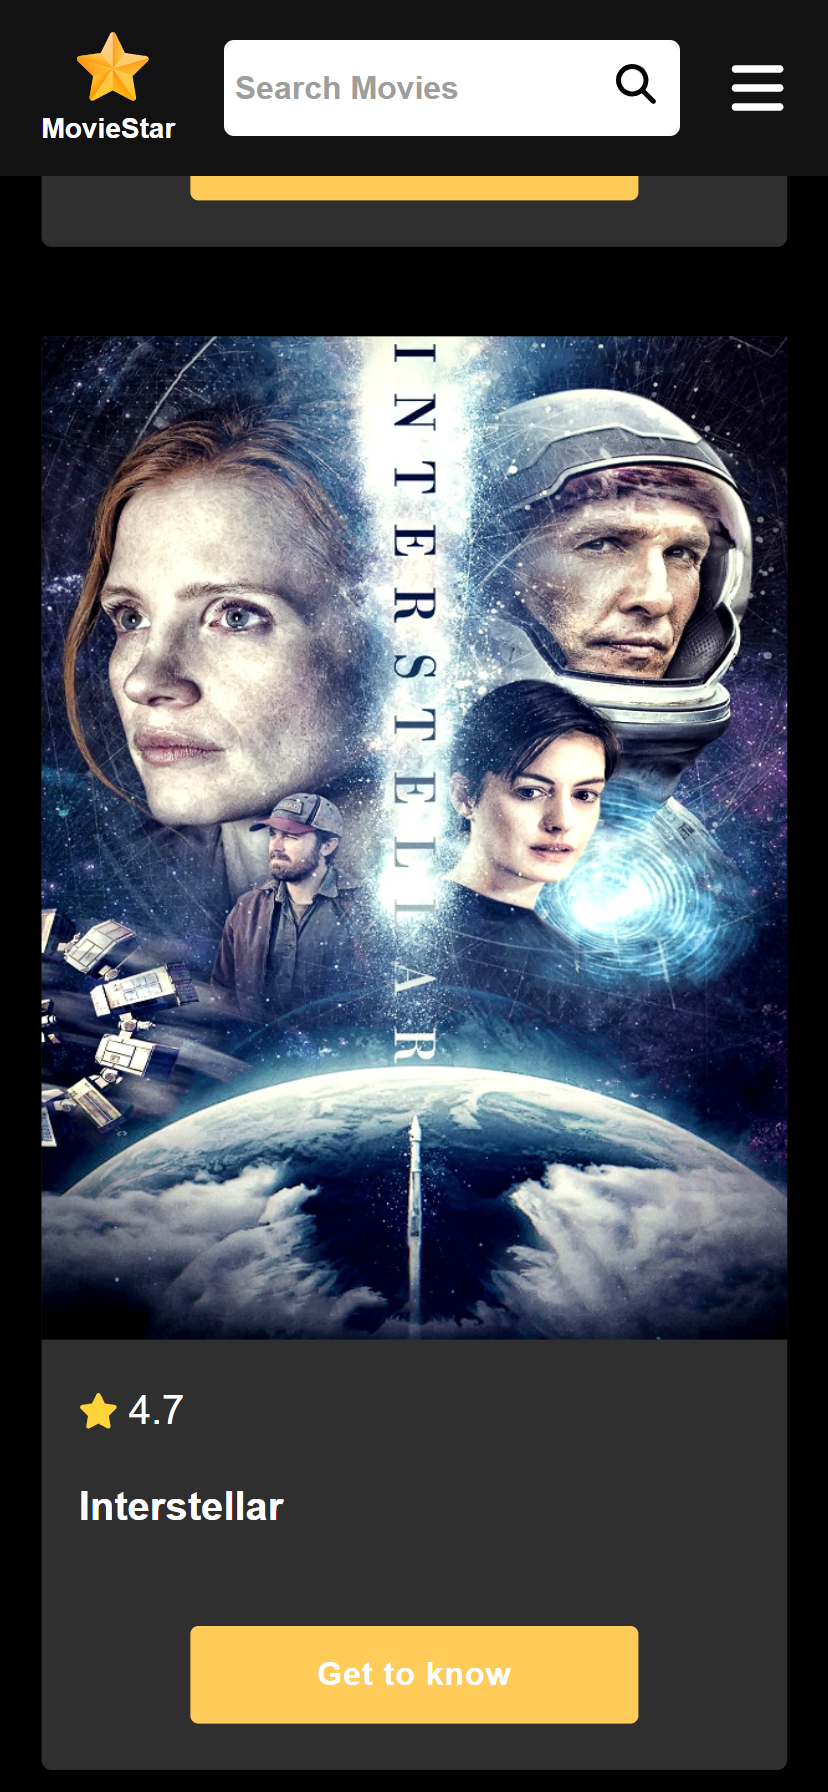 MovieStar
Search Movies
INTERSTELLAR
4.7
Interstellar
Get to know